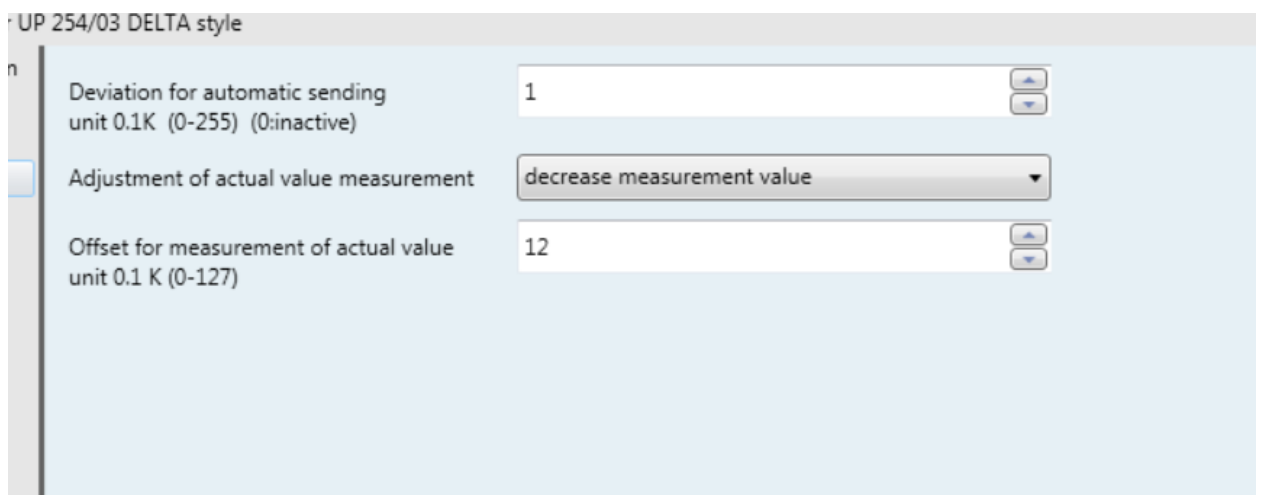 UP 254/03 DELTA style
n
Deviation for automatic sending
unit 0.1K (0-255) (0:inactive)
1
Adjustment of actual value measurement
decrease measurement value
Offset for measurement of actual value
unit 0.1 K (0-127)
12